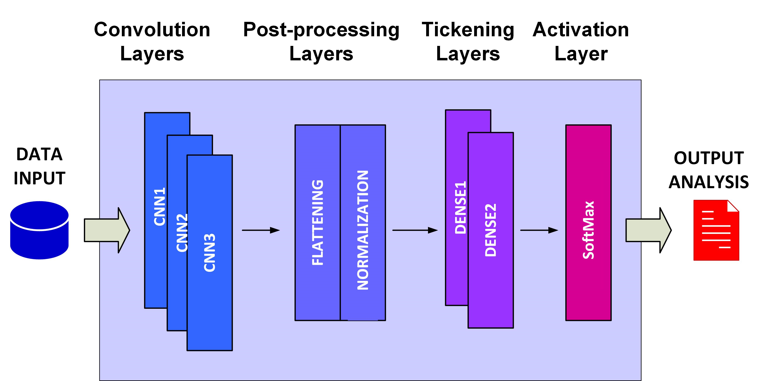 Convolution
Layers
Post-processing
Layers
Tickening
Layers
Activation
Layer
DATA
INPUT
CNN1
CNN2
CNN3
FLATTENING
NORMALIZATION
DENSE1
DENSE2
SoftMax
OUTPUT
ANALYSIS